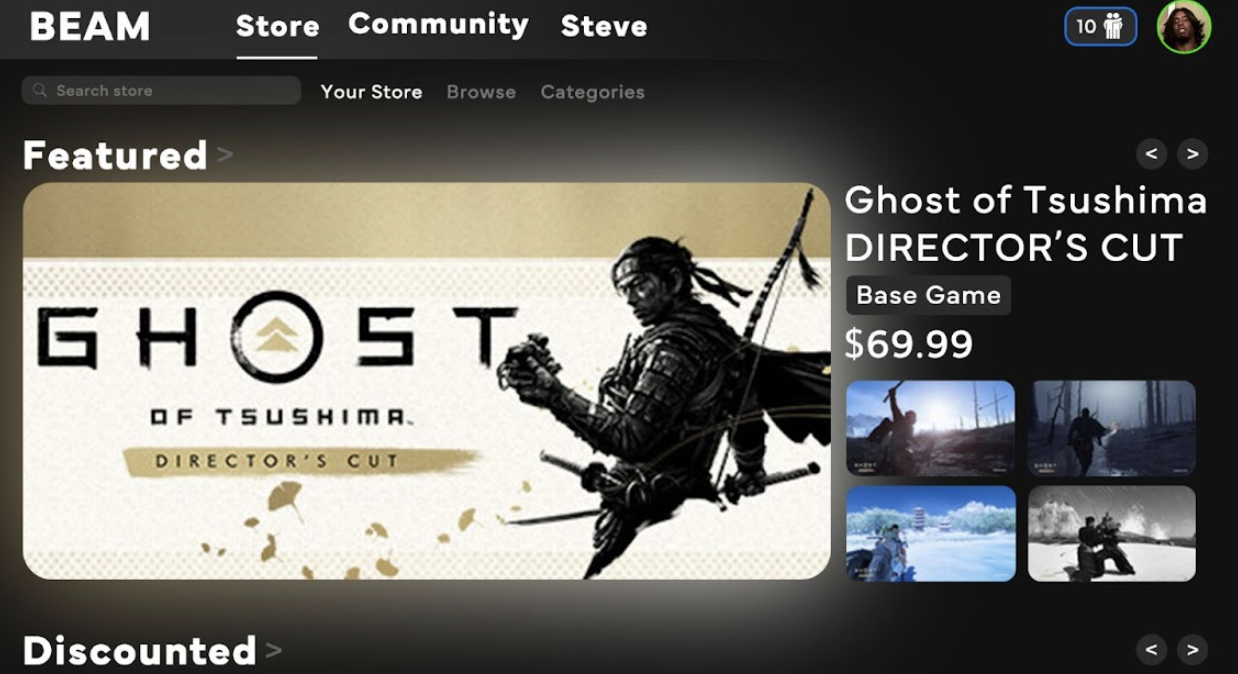 BEAM Store Community Steve 10
Search store Your Store Browse Categories
Featured > < >
Ghost of Tsushima
DIRECTOR'S CUT
Base Game
$69.99
GHOST
OF TSUSHIMA
DIRECTOR'S CUT
Discounted > < >